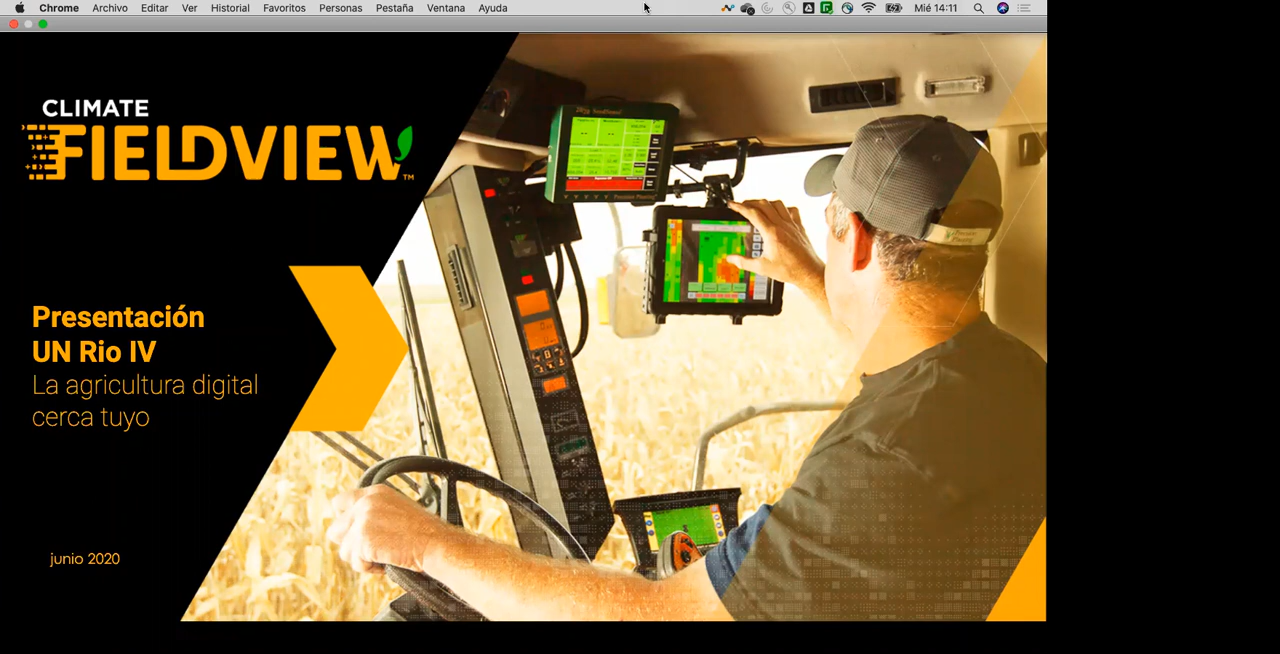 Chrome Archivo Editar Ver Historial Favoritos Personas Pestaña Ventana Ayuda Mié 14:11
CLIMATE
FIELDVIEW™
Presentación
UN Rio IV
La agricultura digital
cerca tuyo
junio 2020